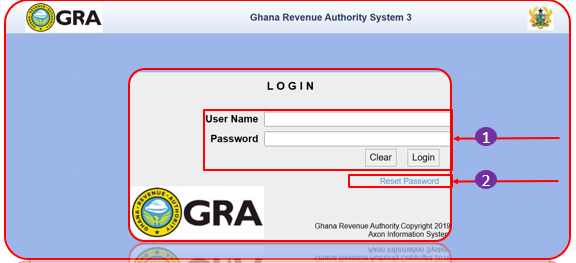 GRA
Ghana Revenue Authority System 3
LOGIN
User Name
Password
1
Clear Login
Reset Password
2
GHANA • REVENUE • AUTHORITY
GRA
Ghana Revenue Authority.Copyright 2019
Axon Information System